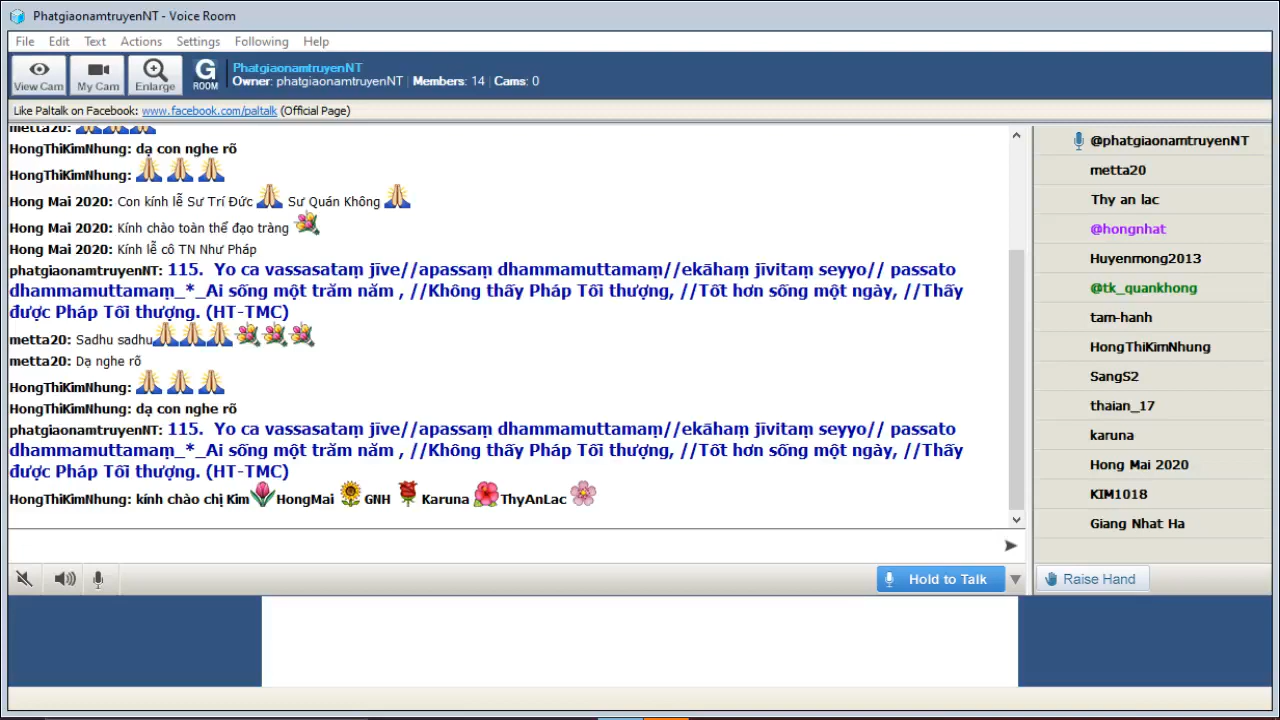 PhatgiaonamtruyenNT - Voice Room
File Edit Text Actions Settings Following Help
View Cam My Cam Enlarge G ROOM
PhatgiaonamtruyenNT
Owner: phatgiaonamtruyenNT Members: 14 Cams: 0
Like Paltalk on Facebook: www.facebook.com/paltalk (Official Page)
metta20:
HongThiKimNhung: dạ con nghe rõ
HongThiKimNhung:
Hong Mai 2020: Con kính lễ Sư Trí Đức Sư Quán Không
Hong Mai 2020: Kính chào toàn thể đạo tràng
Hong Mai 2020: Kính lễ cô TN Như Pháp
phatgiaonamtruyenNT: 115. Yo ca vassasataṃ jīve//apassaṃ dhammamuttamaṃ//ekāhaṃ jīvitaṃ seyyo// passato
dhammamuttamaṃ_*_Ai sống một trăm năm , //Không thấy Pháp Tối thượng, //Tốt hơn sống một ngày, //Thấy
được Pháp Tối thượng. (HT-TMC)
metta20: Sadhu sadhu
metta20: Dạ nghe rõ
HongThiKimNhung:
HongThiKimNhung: dạ con nghe rõ
phatgiaonamtruyenNT: 115. Yo ca vassasataṃ jīve//apassaṃ dhammamuttamaṃ//ekāhaṃ jīvitaṃ seyyo// passato
dhammamuttamaṃ_*_Ai sống một trăm năm , //Không thấy Pháp Tối thượng, //Tốt hơn sống một ngày, //Thấy
được Pháp Tối thượng. (HT-TMC)
HongThiKimNhung: kính chào chị Kim HongMai GNH Karuna ThyAnLac
Hold to Talk
@phatgiaonamtruyenNT
metta20
Thy an lac
@hongnhat
Huyenmong2013
@tk_quankhong
tam-hanh
HongThiKimNhung
SangS2
thaian_17
karuna
Hong Mai 2020
KIM1018
Giang Nhat Ha
Raise Hand